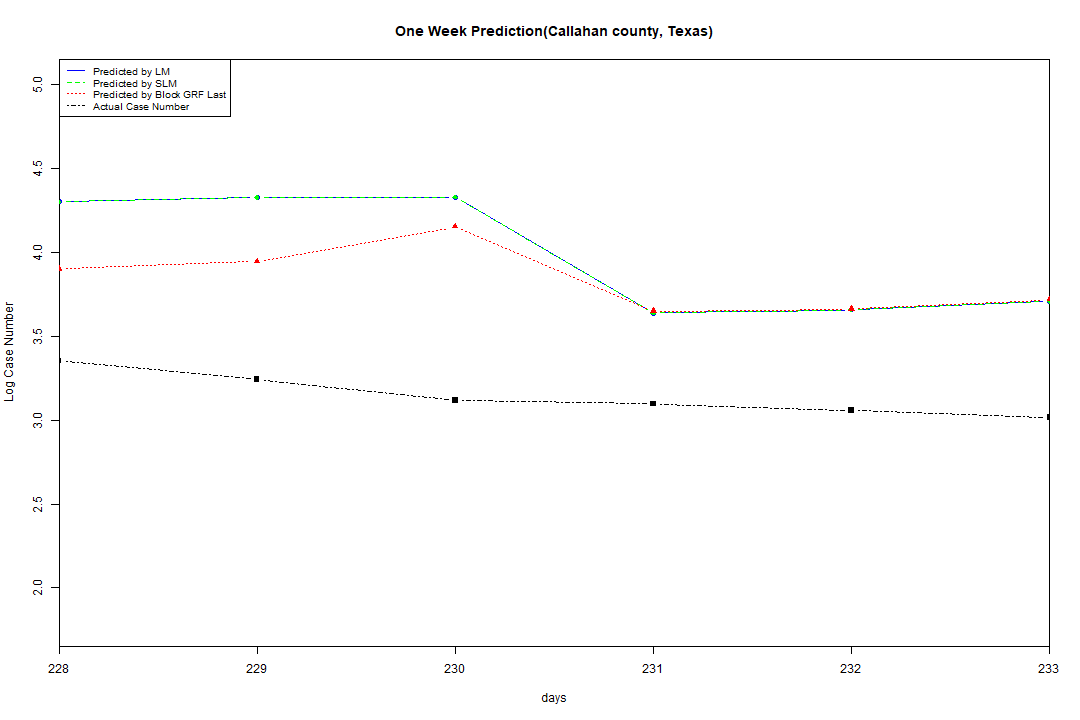 One Week Prediction(Callahan county, Texas)
Predicted by LM
Predicted by SLM
Predicted by Block GRF Last
Actual Case Number
5.0
4.5
4.0
3.5
3.0
2.5
2.0
Log Case Number
228 229 230 231 232 233
days